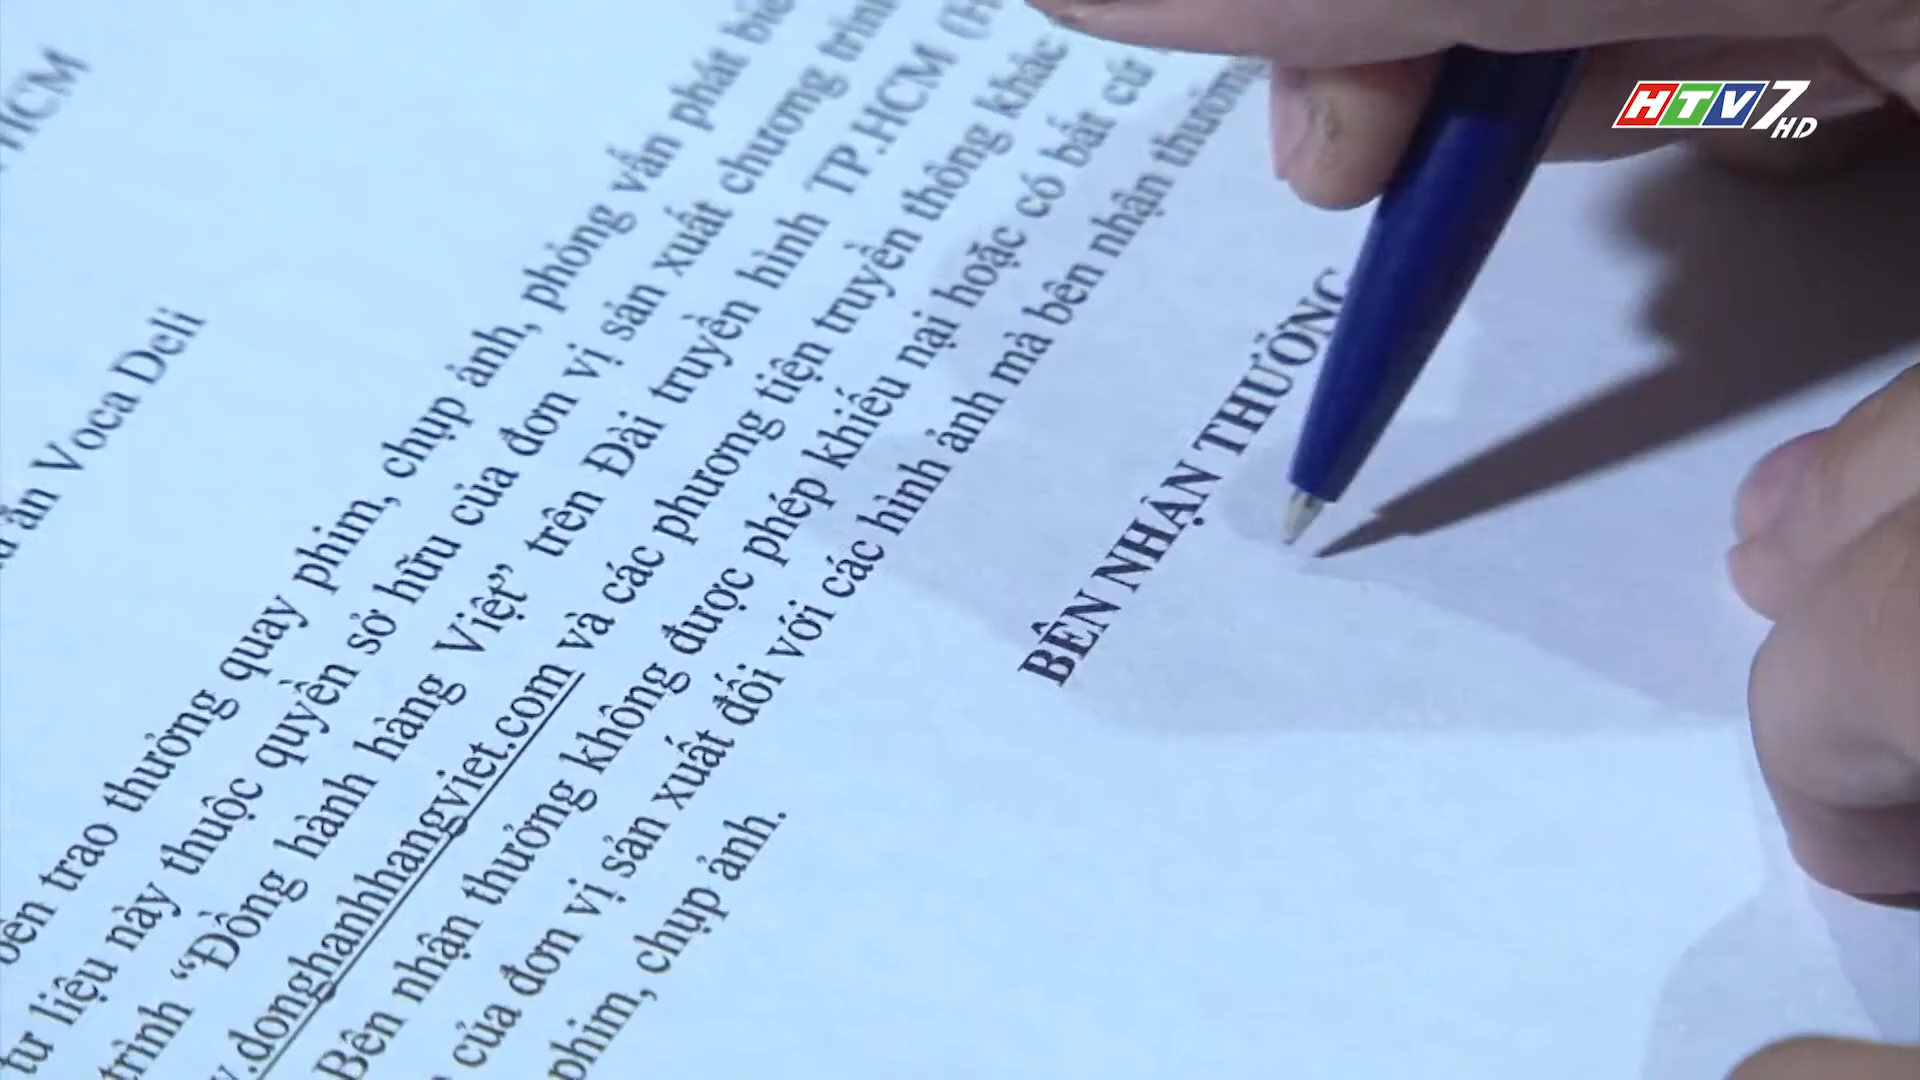 HCM
ẩn Voca Deli
bên trao thưởng quay phim, chụp ảnh, phỏng vấn phát
tư liệu này thuộc quyền sở hữu của đơn vị sản xuất chương trình
trình “Đồng hành hàng Việt” trên Đài truyền hình TP.HCM (H
.donghanhhangviet.com và các phương tiện truyền thông khác
Bên nhận thưởng không được phép khiếu nại hoặc có bất cứ
của đơn vị sản xuất đối với các hình ảnh mà bên nhận thưởng
phim, chụp ảnh.
BÊN NHẬN THƯỞNG
HTV7 HD